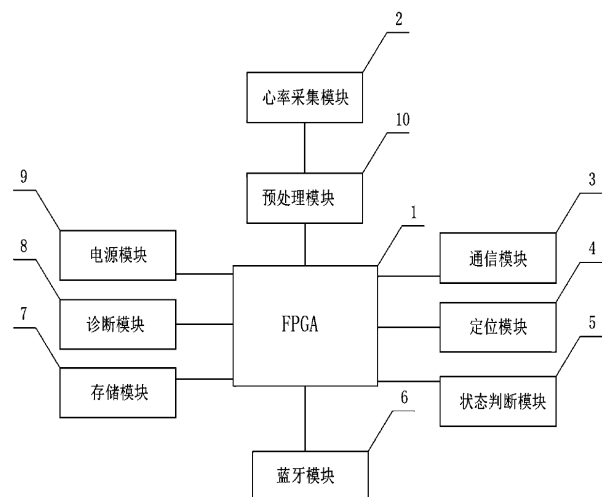 2
心率采集模块
10
预处理模块
9
电源模块
1
3
通信模块
8
诊断模块
FPGA
4
定位模块
7
存储模块
5
状态判断模块
6
蓝牙模块